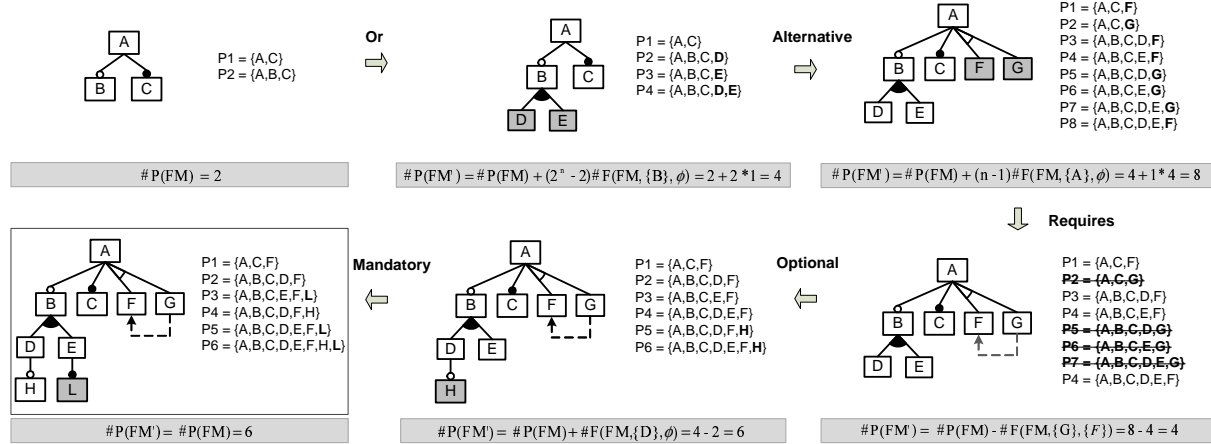 A
B
C
P1 = {A,C}
P2 = {A,B,C}
#P(FM) = 2
Or
A
B
C
D
E
P1 = {A,C}
P2 = {A,B,C,D}
P3 = {A,B,C,E}
P4 = {A,B,C,D,E}
#P(FM') = #P(FM) + (2ⁿ - 2)#F(FM, {B}, ϕ) = 2 + 2 *1 = 4
Alternative
A
B
C
F
G
D
E
P1 = {A,C,F}
P2 = {A,C,G}
P3 = {A,B,C,D,F}
P4 = {A,B,C,E,F}
P5 = {A,B,C,D,G}
P6 = {A,B,C,E,G}
P7 = {A,B,C,D,E,G}
P8 = {A,B,C,D,E,F}
#P(FM') = #P(FM) + (n -1)#F(FM, {A}, ϕ) = 4 + 1* 4 = 8
Requires
A
B
C
F
G
D
E
P1 = {A,C,F}
P2 = {A,C,G}
P3 = {A,B,C,D,F}
P4 = {A,B,C,E,F}
P5 = {A,B,C,D,G}
P6 = {A,B,C,E,G}
P7 = {A,B,C,D,E,G}
P4 = {A,B,C,D,E,F}
#P(FM') = #P(FM) - #F(FM, {G}, {F}) = 8 - 4 = 4
Optional
A
B
C
F
G
D
E
H
P1 = {A,C,F}
P2 = {A,B,C,D,F}
P3 = {A,B,C,E,F}
P4 = {A,B,C,D,E,F}
P5 = {A,B,C,D,F,H}
P6 = {A,B,C,D,E,F,H}
#P(FM') = #P(FM) + #F(FM,{D}, ϕ) = 4 - 2 = 6
Mandatory
A
B
C
F
G
D
E
H
L
P1 = {A,C,F}
P2 = {A,B,C,D,F}
P3 = {A,B,C,E,F,L}
P4 = {A,B,C,D,F,H}
P5 = {A,B,C,D,E,F,L}
P6 = {A,B,C,D,E,F,H,L}
#P(FM') = #P(FM) = 6